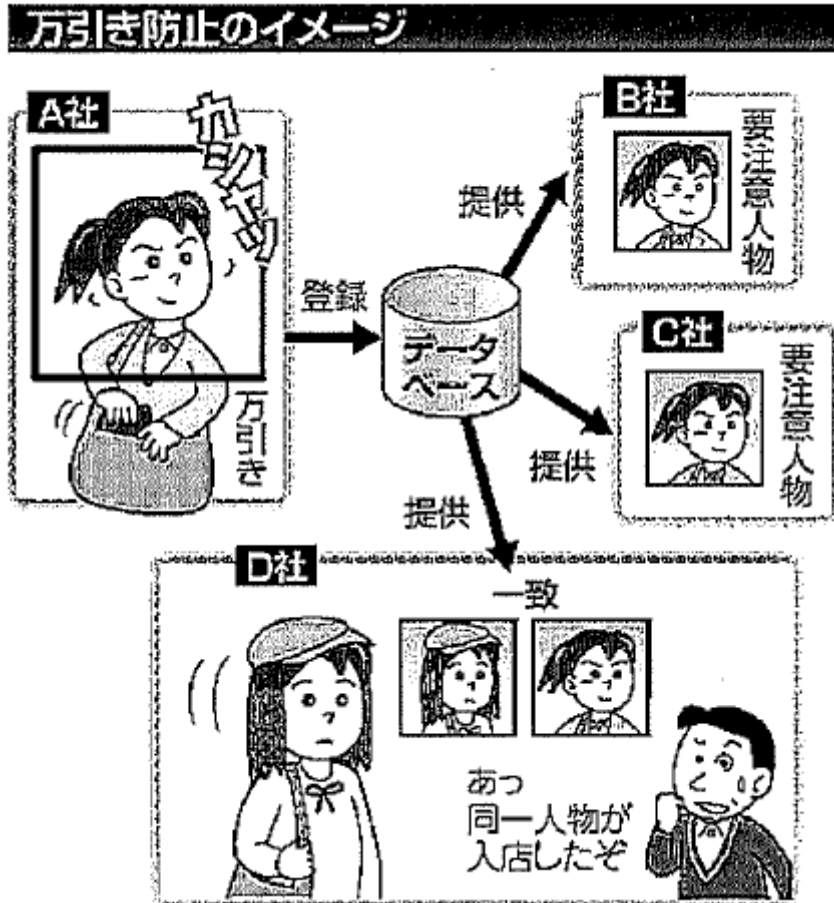 万引き防止のイメージ
A社
カシャッ
万引き
登録
データ
ベース
提供
B社
要注意人物
提供
C社
要注意人物
提供
D社
一致
あっ
同一人物が
入店したぞ